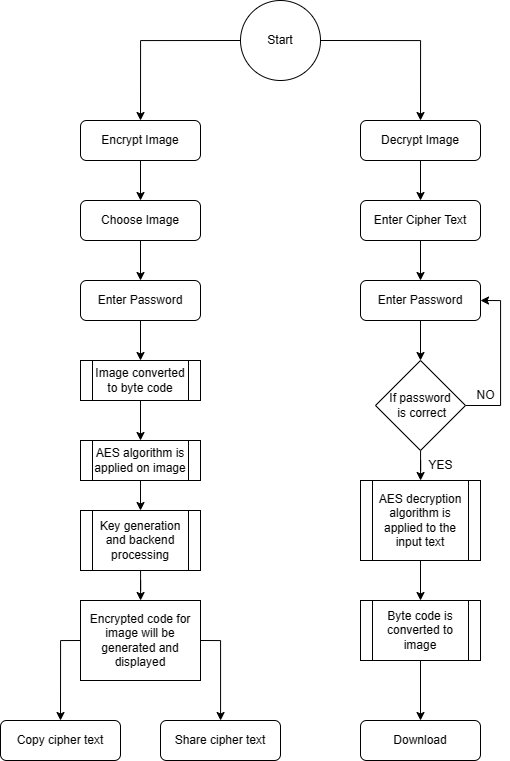 Start
Encrypt Image
Choose Image
Enter Password
Image converted
to byte code
AES algorithm is
applied on image
Key generation
and backend
processing
Encrypted code for
image will be
generated and
displayed
Copy cipher text
Share cipher text
Decrypt Image
Enter Cipher Text
Enter Password
If password
is correct
NO
YES
AES decryption
algorithm is
applied to the
input text
Byte code is
converted to
image
Download